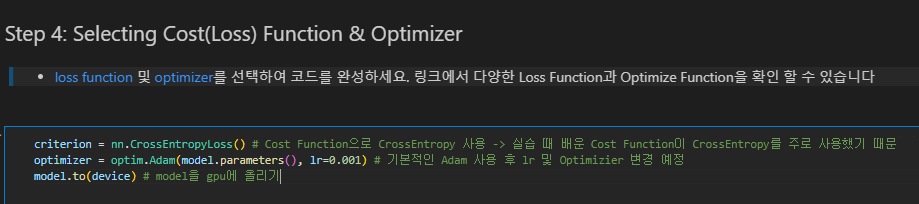 Step 4: Selecting Cost(Loss) Function & Optimizer
• loss function 및 optimizer를 선택하여 코드를 완성하세요. 링크에서 다양한 Loss Function과 Optimize Function을 확인 할 수 있습니다
criterion = nn.CrossEntropyLoss() # Cost Function으로 CrossEntropy 사용 -> 실습 때 배운 Cost Function이 CrossEntropy를 주로 사용했기 때문
optimizer = optim.Adam(model.parameters(), lr=0.001) # 기본적인 Adam 사용 후 lr 및 Optimizier 변경 예정
model.to(device) # model을 gpu에 올리기